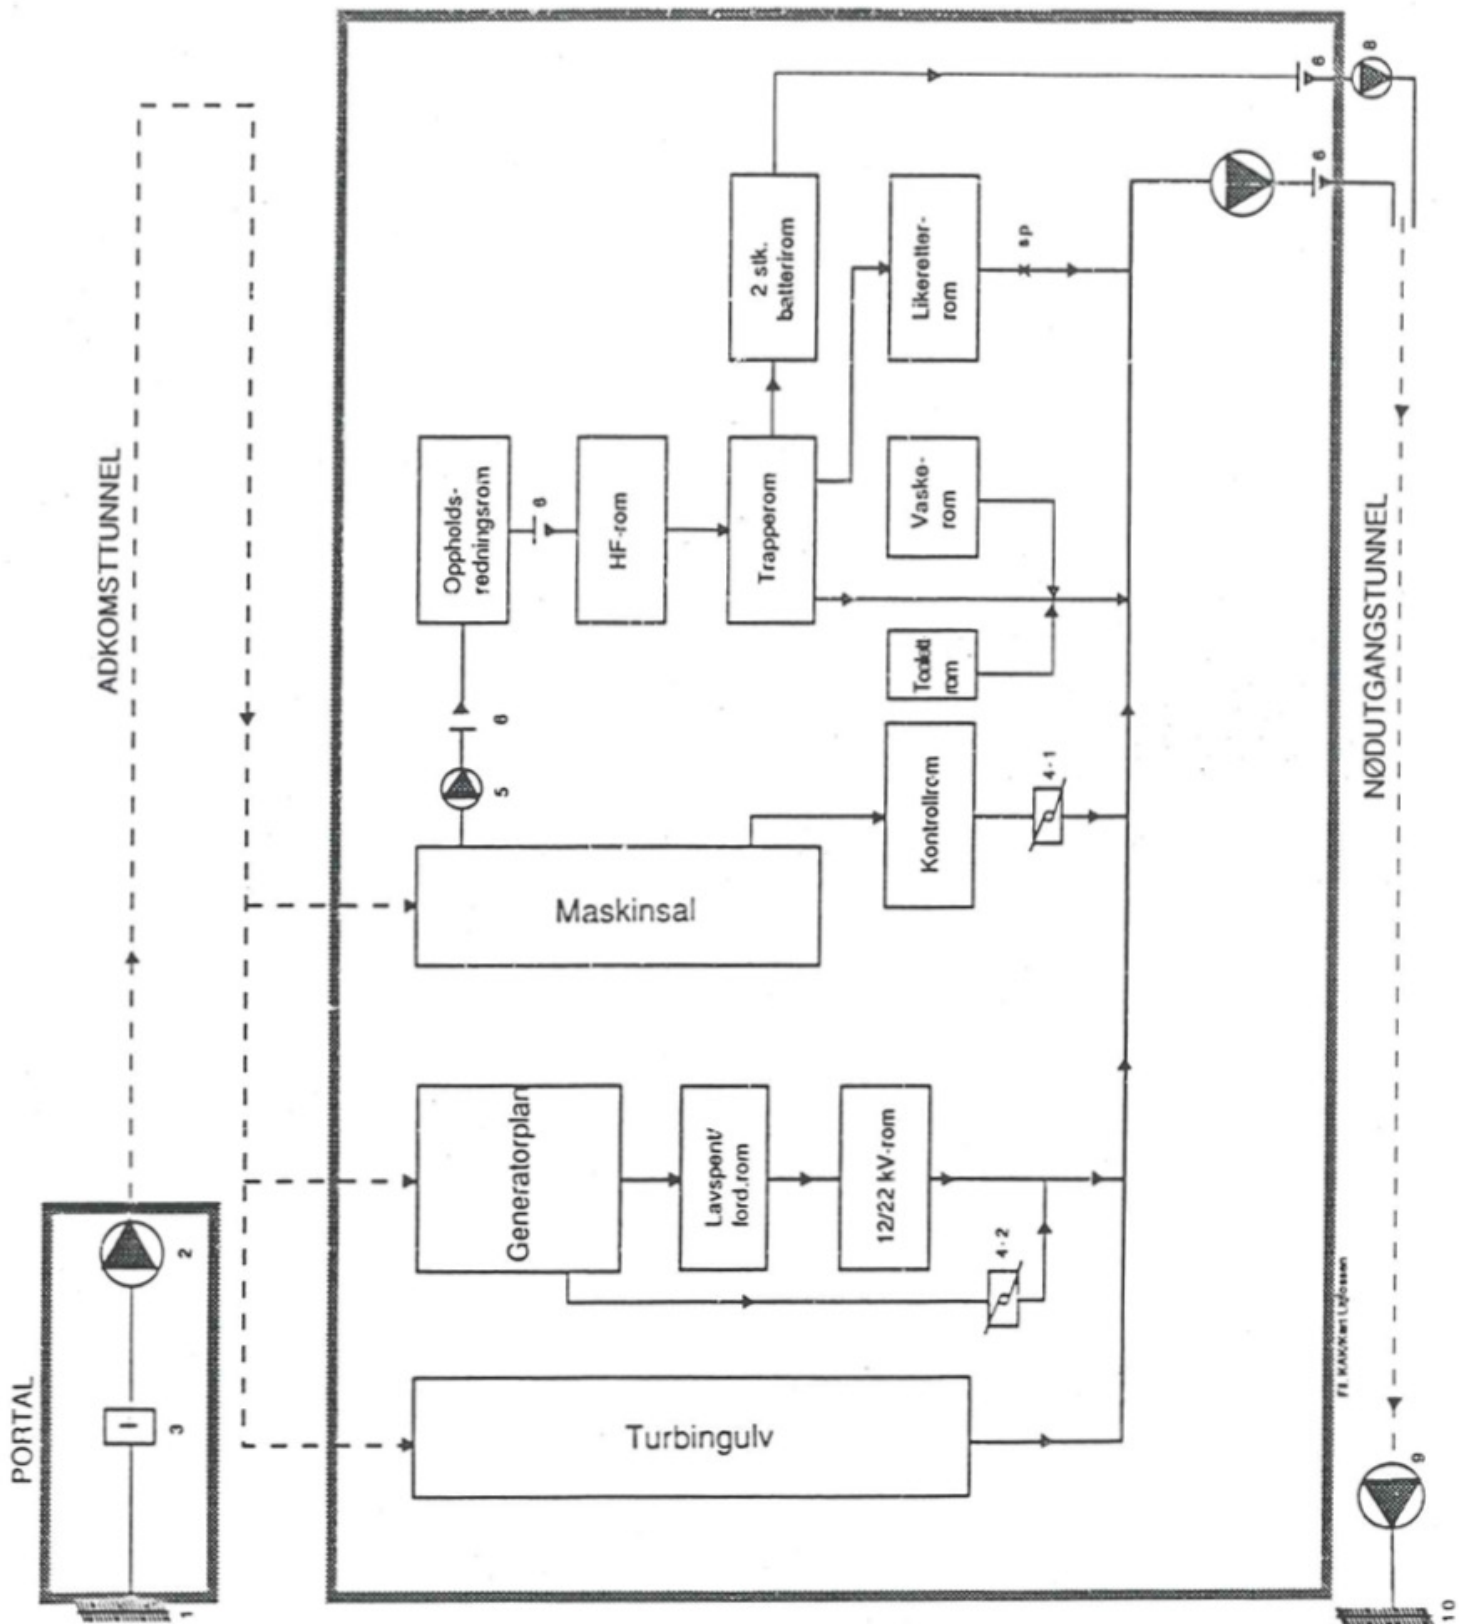 PORTAL
1
3
2
ADKOMSTTUNNEL
Turbingulv
Generatorplan
Lavspent/
ford.rom
12/22 kV-rom
4-2
Maskinsal
5
6
Oppholds-
redningsrom
6
HF-rom
Trapperom
2 stk.
batterirom
Likeretter-
rom
sp
Vaske-
rom
Toalett
rom
Kontrollrom
4-1
6
6
8
NØDUTGANGSTUNNEL
9
10